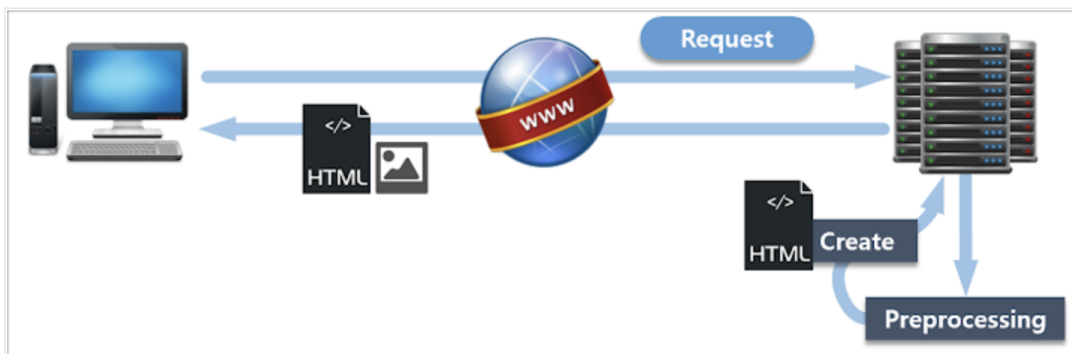 Request
WWW
</>
HTML
</>
HTML
Create
Preprocessing